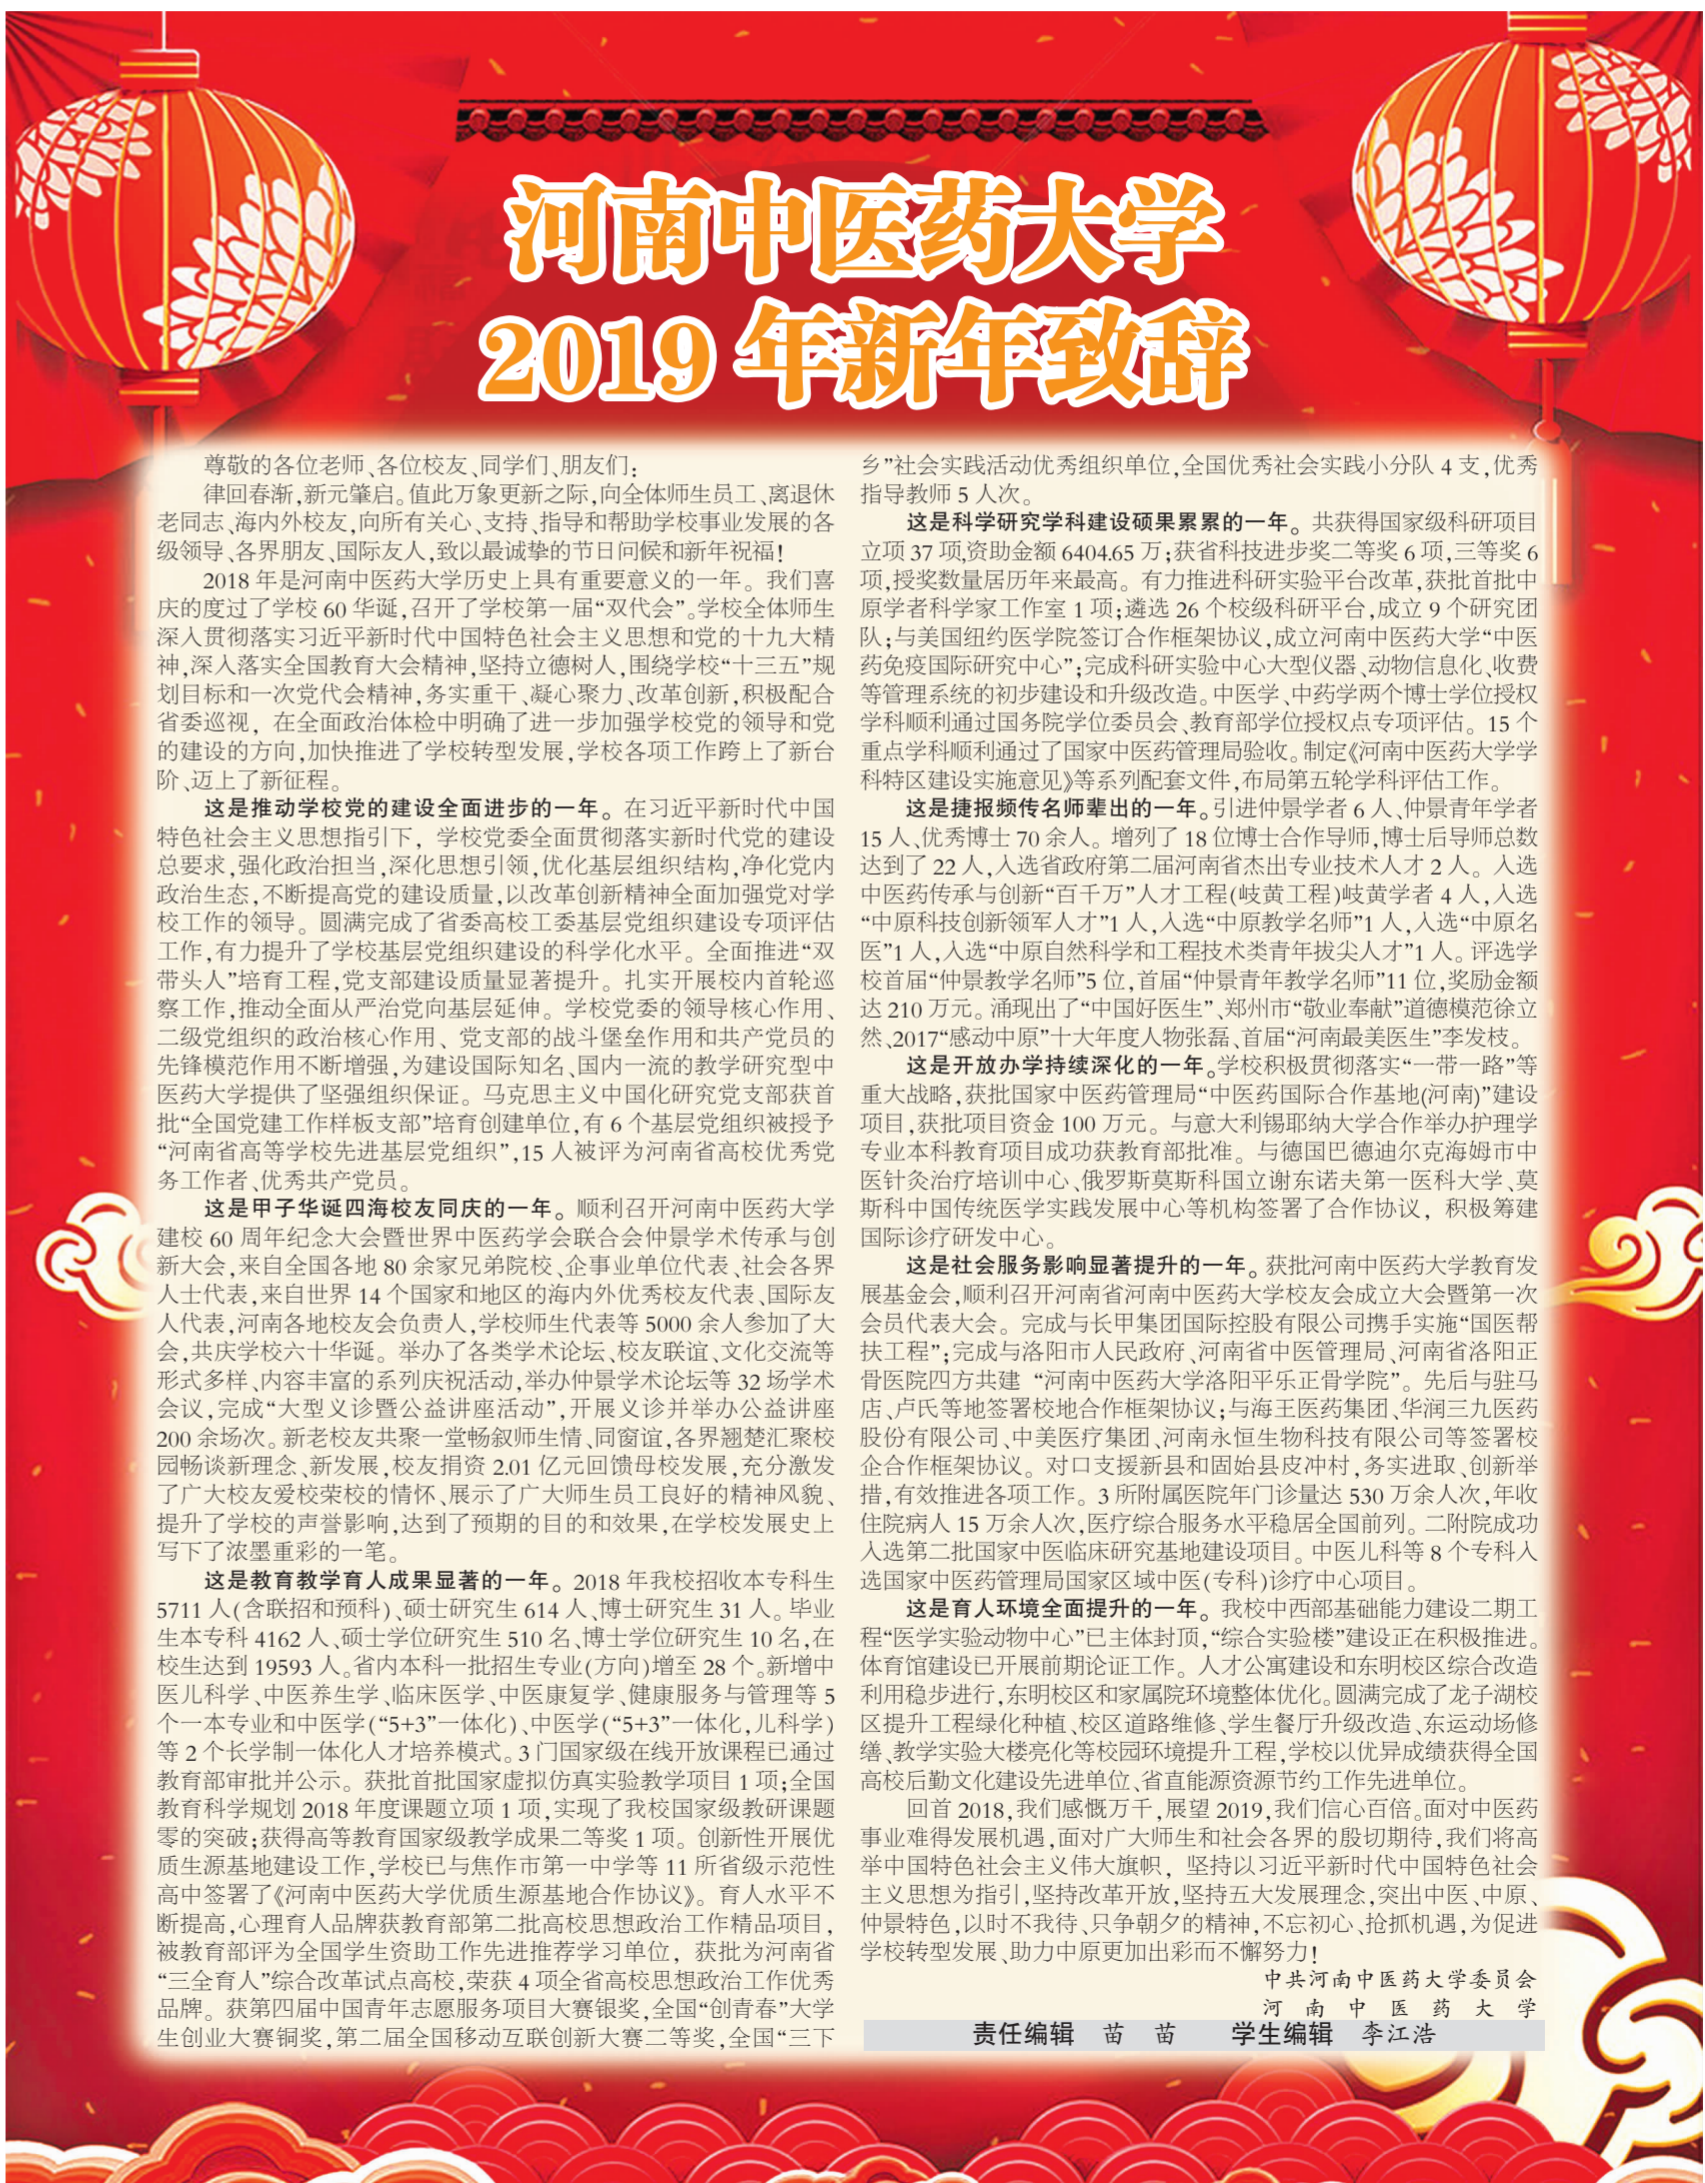 河南中医药大学
2019 年新年致辞
尊敬的各位老师、各位校友、同学们、朋友们：
律回春渐，新元肇启。值此万象更新之际，向全体师生员工、离退休
老同志、海内外校友，向所有关心、支持、指导和帮助学校事业发展的各
级领导、各界朋友、国际友人，致以最诚挚的节日问候和新年祝福！
2018 年是河南中医药大学历史上具有重要意义的一年。我们喜
庆的度过了学校 60 华诞，召开了学校第一届“双代会”。学校全体师生
深入贯彻落实习近平新时代中国特色社会主义思想和党的十九大精
神，深入落实全国教育大会精神，坚持立德树人，围绕学校“十三五”规
划目标和一次党代会精神，务实重干、凝心聚力、改革创新，积极配合
省委巡视，在全面政治体检中明确了进一步加强学校党的领导和党
的建设的方向，加快推进了学校转型发展，学校各项工作跨上了新台
阶、迈上了新征程。
这是推动学校党的建设全面进步的一年。在习近平新时代中国
特色社会主义思想指引下，学校党委全面贯彻落实新时代党的建设
总要求，强化政治担当，深化思想引领，优化基层组织结构，净化党内
政治生态，不断提高党的建设质量，以改革创新精神全面加强党对学
校工作的领导。圆满完成了省委高校工委基层党组织建设专项评估
工作，有力提升了学校基层党组织建设的科学化水平。全面推进“双
带头人”培育工程，党支部建设质量显著提升。扎实开展校内首轮巡
察工作，推动全面从严治党向基层延伸。学校党委的领导核心作用、
二级党组织的政治核心作用、党支部的战斗堡垒作用和共产党员的
先锋模范作用不断增强，为建设国际知名、国内一流的教学研究型中
医药大学提供了坚强组织保证。马克思主义中国化研究党支部获首
批“全国党建工作样板支部”培育创建单位，有 6 个基层党组织被授予
“河南省高等学校先进基层党组织”，15 人被评为河南省高校优秀党
务工作者、优秀共产党员。
这是甲子华诞四海校友同庆的一年。顺利召开河南中医药大学
建校 60 周年纪念大会暨世界中医药学会联合会仲景学术传承与创
新大会，来自全国各地 80 余家兄弟院校、企事业单位代表、社会各界
人士代表，来自世界 14 个国家和地区的海内外优秀校友代表、国际友
人代表，河南各地校友会负责人，学校师生代表等 5000 余人参加了大
会，共庆学校六十华诞。举办了各类学术论坛、校友联谊、文化交流等
形式多样、内容丰富的系列庆祝活动，举办仲景学术论坛等 32 场学术
会议，完成“大型义诊暨公益讲座活动”，开展义诊并举办公益讲座
200 余场次。新老校友共聚一堂畅叙师生情、同窗谊，各界翘楚汇聚校
园畅谈新理念、新发展，校友捐资 2.01 亿元回馈母校发展，充分激发
了广大校友爱校荣校的情怀、展示了广大师生员工良好的精神风貌、
提升了学校的声誉影响，达到了预期的目的和效果，在学校发展史上
写下了浓墨重彩的一笔。
这是教育教学育人成果显著的一年。2018 年我校招收本专科生
5711 人（含联招和预科）、硕士研究生 614 人、博士研究生 31 人。毕业
生本专科 4162 人、硕士学位研究生 510 名、博士学位研究生 10 名，在
校生达到 19593 人。省内本科一批招生专业（方向）增至 28 个。新增中
医儿科学、中医养生学、临床医学、中医康复学、健康服务与管理等 5
个一本专业和中医学（“5+3”一体化）、中医学（“5+3”一体化，儿科学）
等 2 个长学制一体化人才培养模式。3 门国家级在线开放课程已通过
教育部审批并公示。获批首批国家虚拟仿真实验教学项目 1 项；全国
教育科学规划 2018 年度课题立项 1 项，实现了我校国家级教研课题
零的突破；获得高等教育国家级教学成果二等奖 1 项。创新性开展优
质生源基地建设工作，学校已与焦作市第一中学等 11 所省级示范性
高中签署了《河南中医药大学优质生源基地合作协议》。育人水平不
断提高，心理育人品牌获教育部第二批高校思想政治工作精品项目，
被教育部评为全国学生资助工作先进推荐学习单位，获批为河南省
“三全育人”综合改革试点高校，荣获 4 项全省高校思想政治工作优秀
品牌。获第四届中国青年志愿服务项目大赛银奖，全国“创青春”大学
生创业大赛铜奖，第二届全国移动互联创新大赛二等奖，全国“三下
乡”社会实践活动优秀组织单位，全国优秀社会实践小分队 4 支，优秀
指导教师 5 人次。
这是科学研究学科建设硕果累累的一年。共获得国家级科研项目
立项 37 项，资助金额 6404.65 万；获省科技进步奖二等奖 6 项，三等奖 6
项，授奖数量居历年来最高。有力推进科研实验平台改革，获批首批中
原学者科学家工作室 1 项；遴选 26 个校级科研平台，成立 9 个研究团
队；与美国纽约医学院签订合作框架协议，成立河南中医药大学“中医
药免疫国际研究中心”；完成科研实验中心大型仪器、动物信息化、收费
等管理系统的初步建设和升级改造。中医学、中药学两个博士学位授权
学科顺利通过国务院学位委员会、教育部学位授权点专项评估。15 个
重点学科顺利通过了国家中医药管理局验收。制定《河南中医药大学学
科特区建设实施意见》等系列配套文件，布局第五轮学科评估工作。
这是捷报频传名师辈出的一年。引进仲景学者 6 人、仲景青年学者
15 人、优秀博士 70 余人。增列了 18 位博士合作导师，博士后导师总数
达到了 22 人，入选省政府第二届河南省杰出专业技术人才 2 人。入选
中医药传承与创新“百千万”人才工程（岐黄工程）岐黄学者 4 人，入选
“中原科技创新领军人才”1 人，入选“中原教学名师”1 人，入选“中原名
医”1 人，入选“中原自然科学和工程技术类青年拔尖人才”1 人。评选学
校首届“仲景教学名师”5 位，首届“仲景青年教学名师”11 位，奖励金额
达 210 万元。涌现出了“中国好医生”、郑州市“敬业奉献”道德模范徐立
然、2017“感动中原”十大年度人物张磊、首届“河南最美医生”李发枝。
这是开放办学持续深化的一年。学校积极贯彻落实“一带一路”等
重大战略，获批国家中医药管理局“中医药国际合作基地(河南)”建设
项目，获批项目资金 100 万元。与意大利锡耶纳大学合作举办护理学
专业本科教育项目成功获教育部批准。与德国巴德迪尔克海姆市中
医针灸治疗培训中心、俄罗斯莫斯科国立谢东诺夫第一医科大学、莫
斯科中国传统医学实践发展中心等机构签署了合作协议，积极筹建
国际诊疗研发中心。
这是社会服务影响显著提升的一年。获批河南中医药大学教育发
展基金会，顺利召开河南省河南中医药大学校友会成立大会暨第一次
会员代表大会。完成与长甲集团国际控股有限公司携手实施“国医帮
扶工程”；完成与洛阳市人民政府、河南省中医管理局、河南省洛阳正
骨医院四方共建 “河南中医药大学洛阳平乐正骨学院”。先后与驻马
店、卢氏等地签署校地合作框架协议；与海王医药集团、华润三九医药
股份有限公司、中美医疗集团、河南永恒生物科技有限公司等签署校
企合作框架协议。对口支援新县和固始县皮冲村，务实进取、创新举
措，有效推进各项工作。3 所附属医院年门诊量达 530 万余人次，年收
住院病人 15 万余人次，医疗综合服务水平稳居全国前列。二附院成功
入选第二批国家中医临床研究基地建设项目。中医儿科等 8 个专科入
选国家中医药管理局国家区域中医（专科）诊疗中心项目。
这是育人环境全面提升的一年。我校中西部基础能力建设二期工
程“医学实验动物中心”已主体封顶，“综合实验楼”建设正在积极推进。
体育馆建设已开展前期论证工作。人才公寓建设和东明校区综合改造
利用稳步进行，东明校区和家属院环境整体优化。圆满完成了龙子湖校
区提升工程绿化种植、校区道路维修、学生餐厅升级改造、东运动场修
缮、教学实验大楼亮化等校园环境提升工程，学校以优异成绩获得全国
高校后勤文化建设先进单位、省直能源资源节约工作先进单位。
回首 2018，我们感慨万千，展望 2019，我们信心百倍。面对中医药
事业难得发展机遇，面对广大师生和社会各界的殷切期待，我们将高
举中国特色社会主义伟大旗帜，坚持以习近平新时代中国特色社会
主义思想为指引，坚持改革开放，坚持五大发展理念，突出中医、中原、
仲景特色，以时不我待、只争朝夕的精神，不忘初心、抢抓机遇，为促进
学校转型发展、助力中原更加出彩而不懈努力！
中共河南中医药大学委员会
河 南 中 医 药 大 学
责任编辑 苗 苗 学生编辑 李江浩